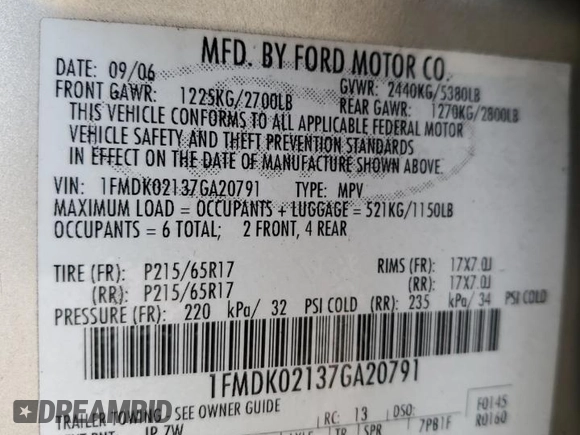 MFD. BY FORD MOTOR CO.
DATE: 09/06 GVWR: 2440KG/5380LB
FRONT GAWR: 1225KG/2700LB REAR GAWR: 1270KG/2800LB
THIS VEHICLE CONFORMS TO ALL APPLICABLE FEDERAL MOTOR
VEHICLE SAFETY AND THEFT PREVENTION STANDARDS
IN EFFECT ON THE DATE OF MANUFACTURE SHOWN ABOVE.
VIN: 1FMDK02137GA20791 TYPE: MPV
MAXIMUM LOAD = OCCUPANTS + LUGGAGE = 521KG/1150LB
OCCUPANTS = 6 TOTAL; 2 FRONT, 4 REAR
TIRE (FR): P215/65R17 RIMS (FR): 17X7.0J
(RR): P215/65R17 (RR): 17X7.0J
PRESSURE (FR): 220 kPa/ 32 PSI COLD (RR): 235 kPa/ 34 PSI COLD
1FMDK02137GA20791
TRAILER TOWING - SEE OWNER GUIDE F0145
RC: 13 DSO: R0160
TR SPR 7PB1F
DREAMBID